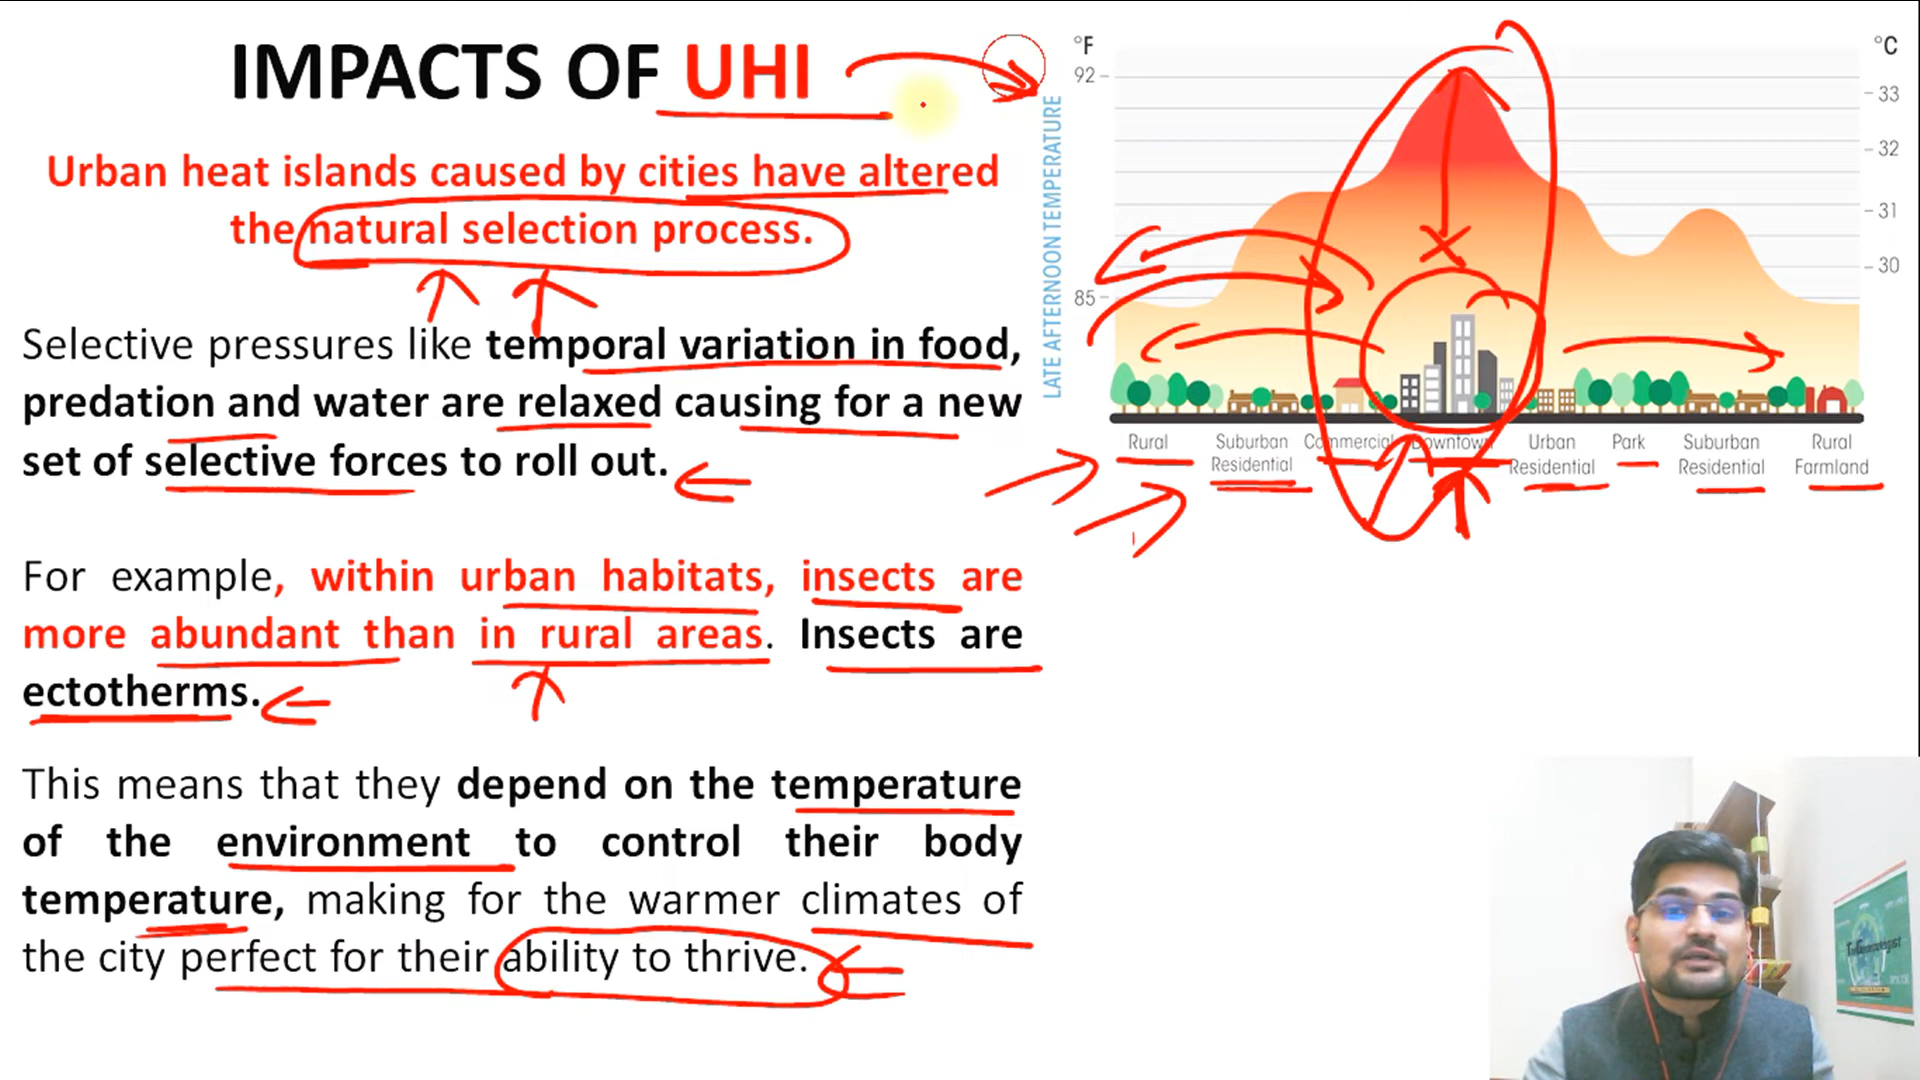 IMPACTS OF UHI
Urban heat islands caused by cities have altered
the natural selection process.
Selective pressures like temporal variation in food,
predation and water are relaxed causing for a new
set of selective forces to roll out.
For example, within urban habitats, insects are
more abundant than in rural areas. Insects are
ectotherms.
This means that they depend on the temperature
of the environment to control their body
temperature, making for the warmer climates of
the city perfect for their ability to thrive.
°F
°C
92
33
32
31
30
85
LATE AFTERNOON TEMPERATURE
Rural
Suburban
Residential
Commercial
Downtown
Urban
Residential
Park
Suburban
Residential
Rural
Farmland